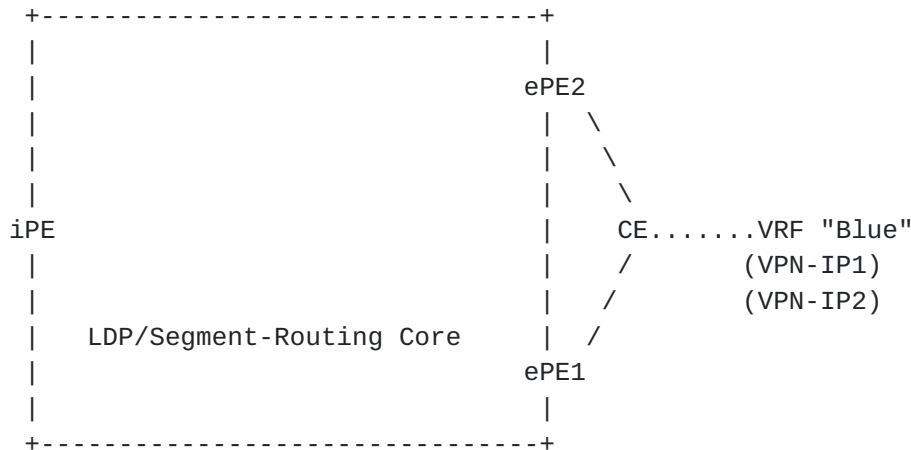 ePE2
iPE CE.......VRF "Blue"
(VPN-IP1)
(VPN-IP2)
LDP/Segment-Routing Core
ePE1